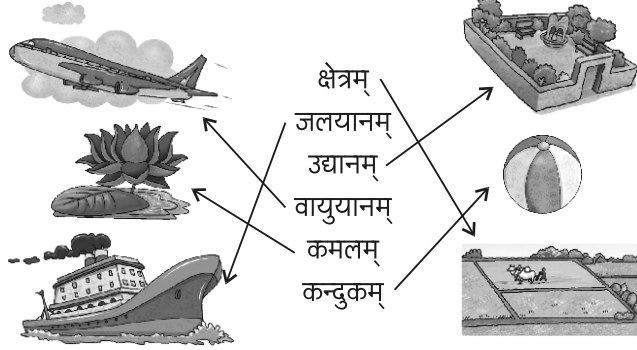 क्षेत्रम्
जलयानम्
उद्यानम्
वायुयानम्
कमलम्
कन्दुकम्